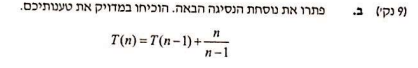 (9 נק') ב. פתרו את נוסחת הנסיגה הבאה. הוכיחו במדויק את טענותיכם.
T(n) = T(n−1) + n/(n−1)